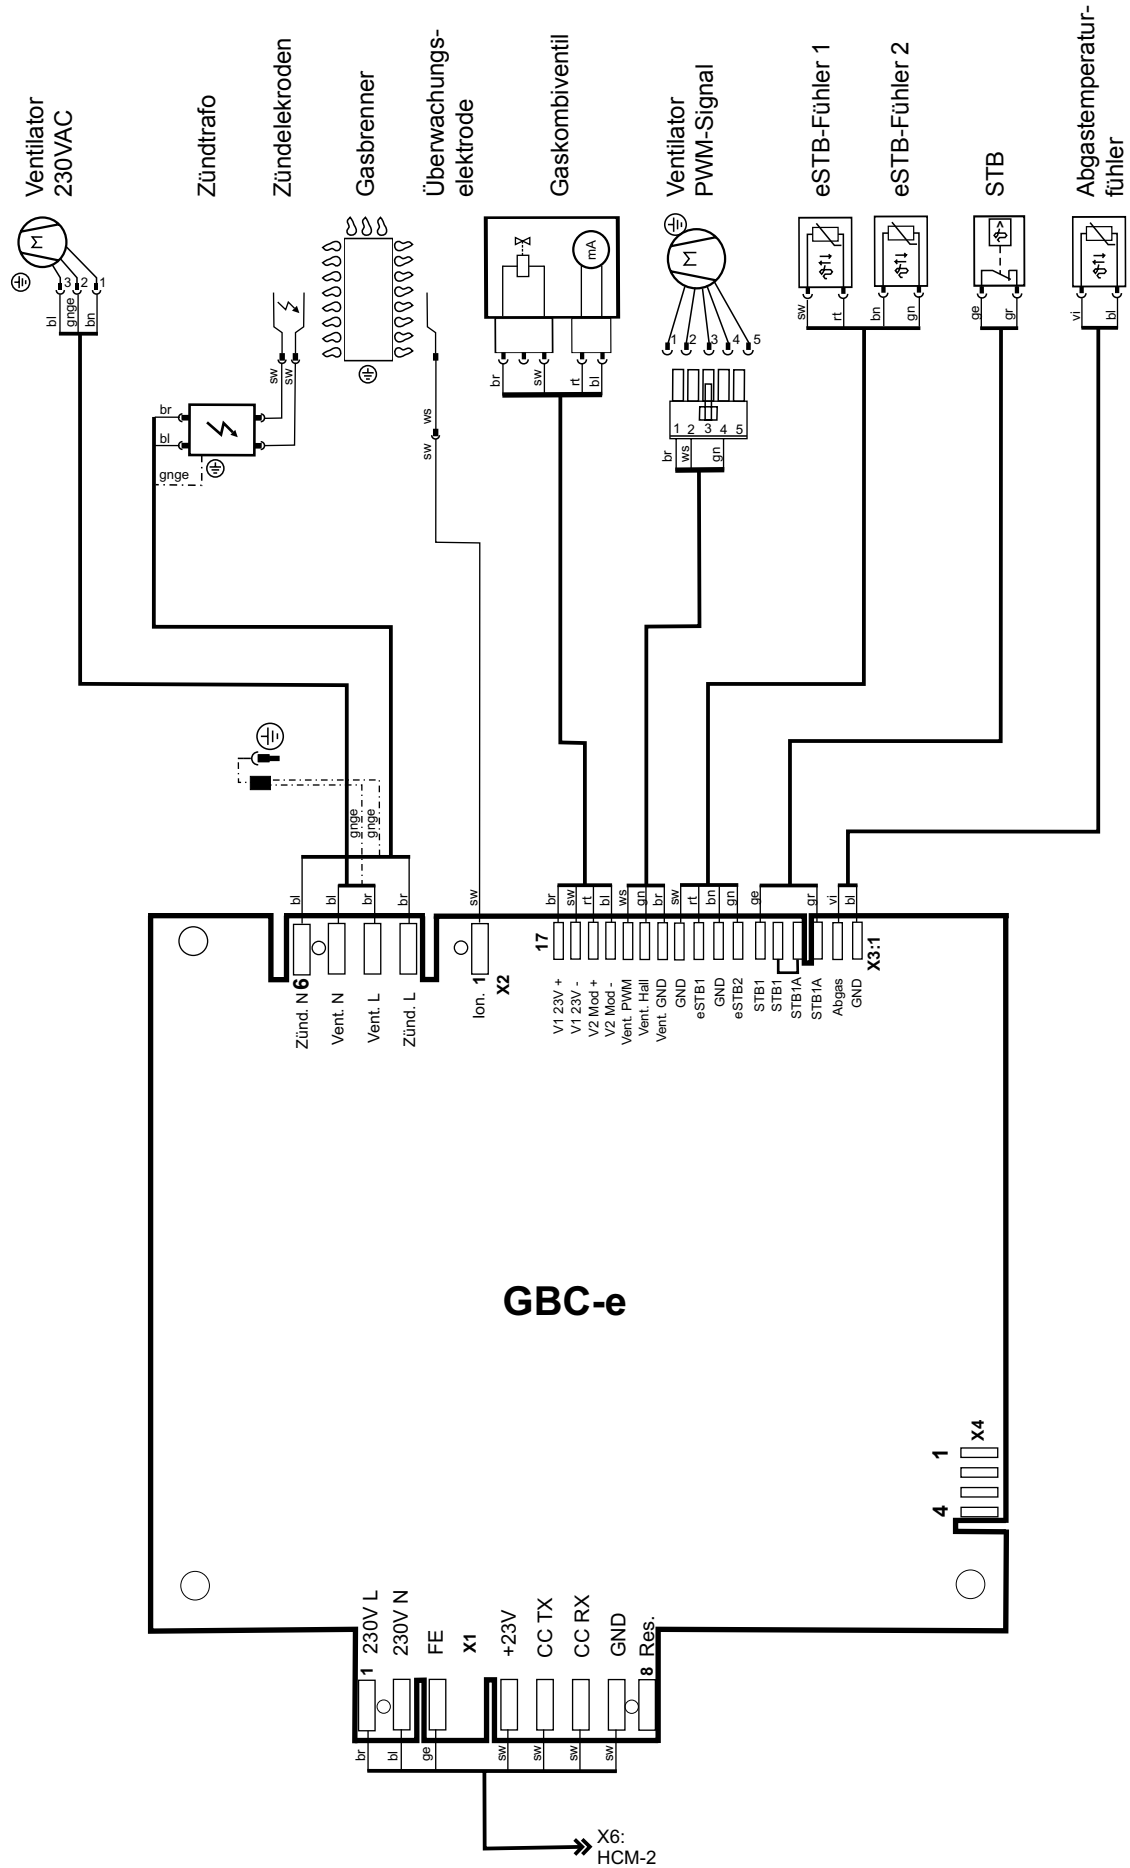 Ventilator
230VAC
Zündtrafo
Zündelekroden
Gasbrenner
Überwachungs-
elektrode
Gaskombiventil
Ventilator
PWM-Signal
eSTB-Fühler 1
eSTB-Fühler 2
STB
Abgastemperatur-
fühler
M
3
2
1
bl
gnge
bn
br
bl
gnge
sw
sw
ws
sw
mA
br
sw
rt
bl
M
1
2
3
4
5
1
2
3
4
5
br
ws
gn
sw
rt
bn
gn
ge
gr
vi
bl
gnge
gnge
bl
bl
br
br
sw
br
sw
rt
bl
ws
gn
br
sw
rt
bn
gn
ge
gr
vi
bl
6
Zünd. N
Vent. N
Vent. L
Zünd. L
1
Ion.
X2
17
V1 23V +
V1 23V -
V2 Mod +
V2 Mod -
Vent. PWM
Vent. Hall
Vent. GND
GND
eSTB1
GND
eSTB2
STB1
STB1
STB1A
STB1A
Abgas
GND
X3:1
GBC-e
1
4
X4
1
230V L
230V N
FE
X1
+23V
CC TX
CC RX
GND
8
Res.
br
bl
ge
sw
sw
sw
sw
X6:
HCM-2